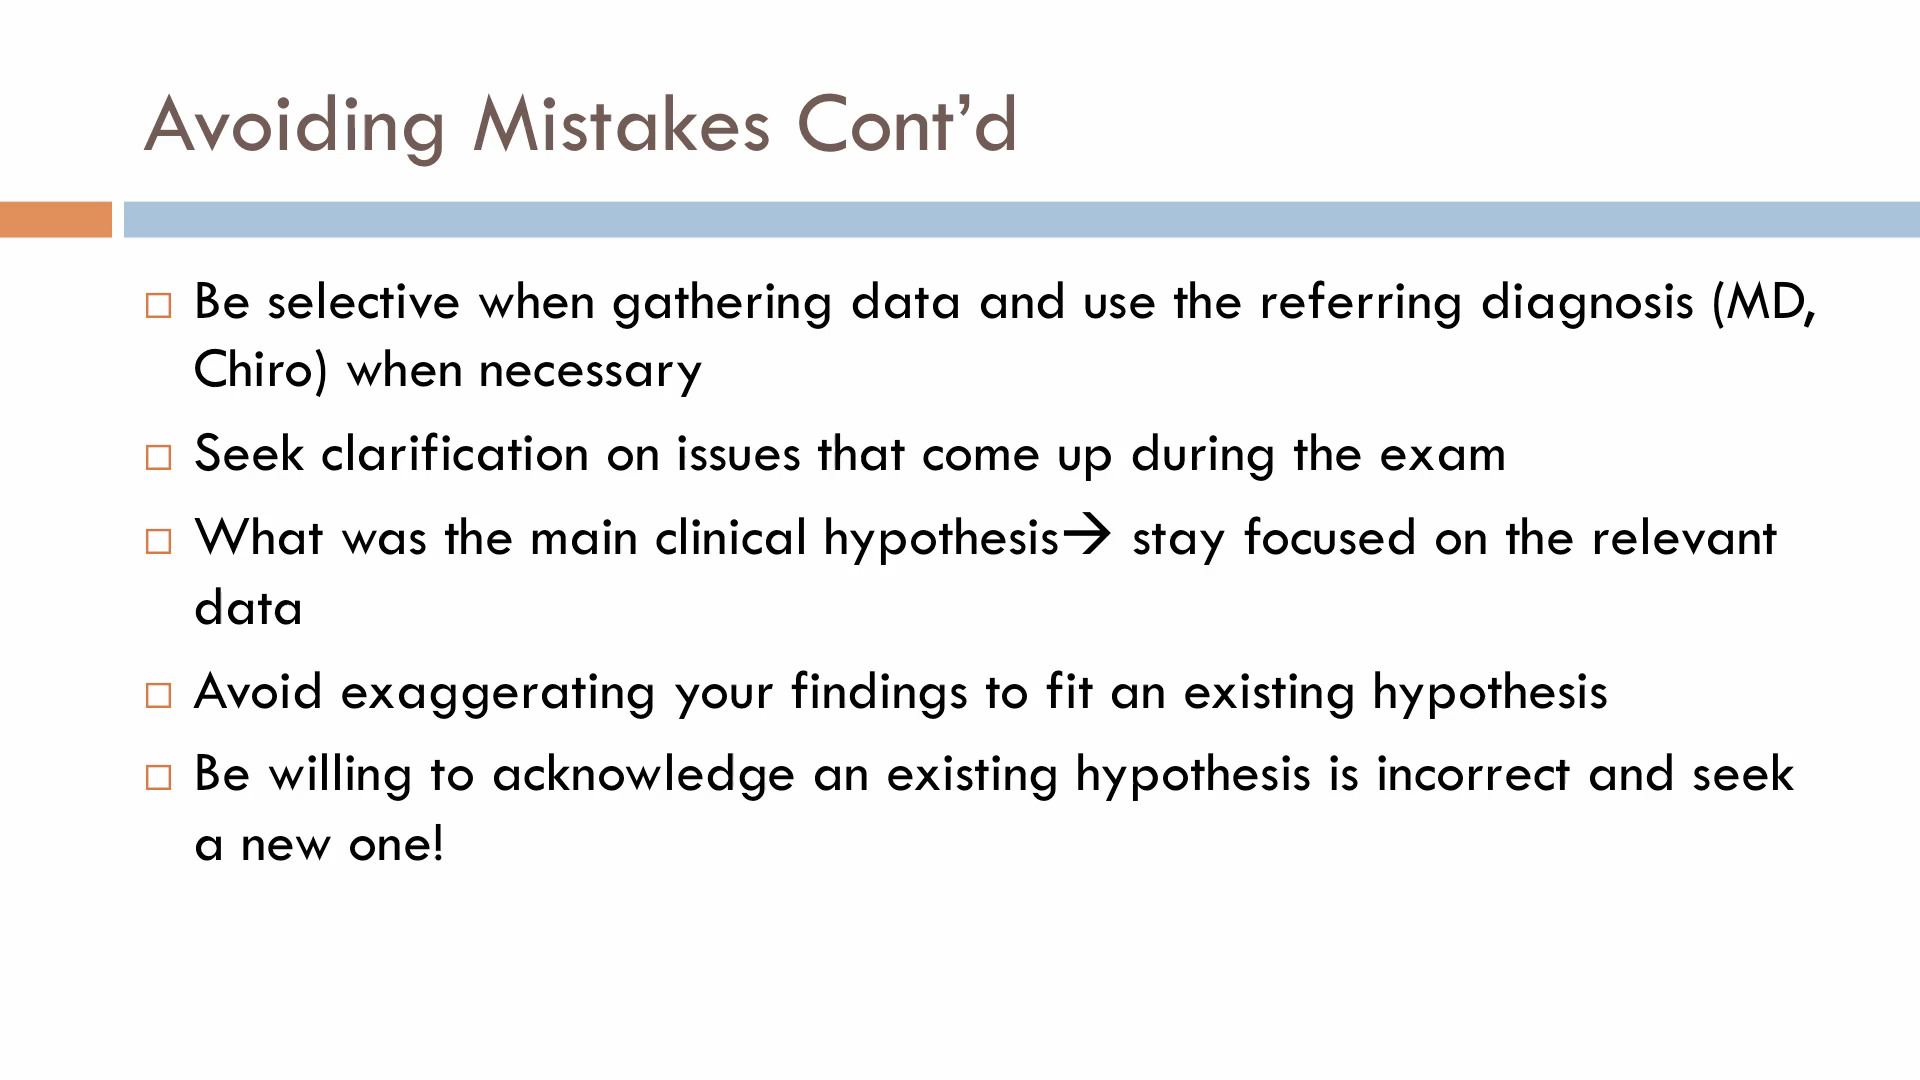 Avoiding Mistakes Cont’d
Be selective when gathering data and use the referring diagnosis (MD,
Chiro) when necessary
Seek clarification on issues that come up during the exam
What was the main clinical hypothesis→ stay focused on the relevant
data
Avoid exaggerating your findings to fit an existing hypothesis
Be willing to acknowledge an existing hypothesis is incorrect and seek
a new one!